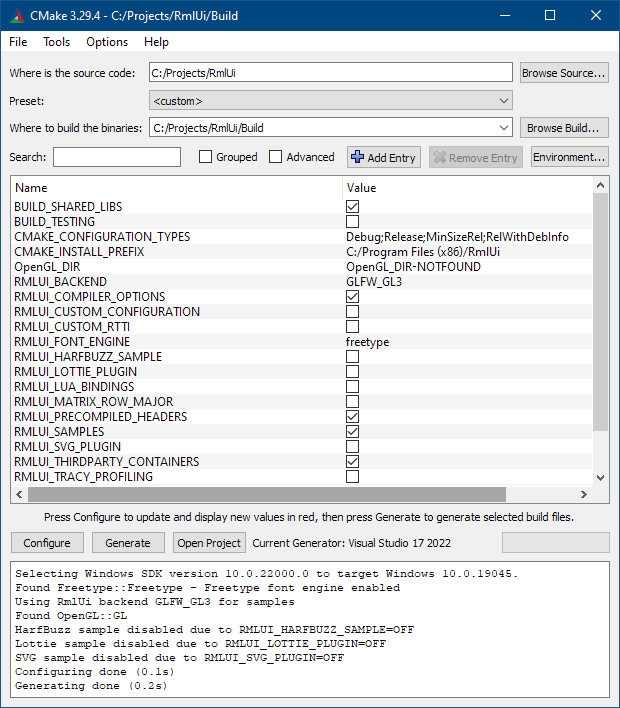 CMake 3.29.4 - C:/Projects/RmlUi/Build
File Tools Options Help
Where is the source code: C:/Projects/RmlUi Browse Source...
Preset: <custom>
Where to build the binaries: C:/Projects/RmlUi/Build Browse Build...
Search: Grouped Advanced Add Entry Remove Entry Environment...
Name Value
BUILD_SHARED_LIBS
BUILD_TESTING
CMAKE_CONFIGURATION_TYPES Debug;Release;MinSizeRel;RelWithDebInfo
CMAKE_INSTALL_PREFIX C:/Program Files (x86)/RmlUi
OpenGL_DIR OpenGL_DIR-NOTFOUND
RMLUI_BACKEND GLFW_GL3
RMLUI_COMPILER_OPTIONS
RMLUI_CUSTOM_CONFIGURATION
RMLUI_CUSTOM_RTTI
RMLUI_FONT_ENGINE freetype
RMLUI_HARFBUZZ_SAMPLE
RMLUI_LOTTIE_PLUGIN
RMLUI_LUA_BINDINGS
RMLUI_MATRIX_ROW_MAJOR
RMLUI_PRECOMPILED_HEADERS
RMLUI_SAMPLES
RMLUI_SVG_PLUGIN
RMLUI_THIRDPARTY_CONTAINERS
RMLUI_TRACY_PROFILING
Press Configure to update and display new values in red, then press Generate to generate selected build files.
Configure Generate Open Project Current Generator: Visual Studio 17 2022
Selecting Windows SDK version 10.0.22000.0 to target Windows 10.0.19045.
Found Freetype::Freetype - Freetype font engine enabled
Using RmlUi backend GLFW_GL3 for samples
Found OpenGL::GL
HarfBuzz sample disabled due to RMLUI_HARFBUZZ_SAMPLE=OFF
Lottie sample disabled due to RMLUI_LOTTIE_PLUGIN=OFF
SVG sample disabled due to RMLUI_SVG_PLUGIN=OFF
Configuring done (0.1s)
Generating done (0.2s)